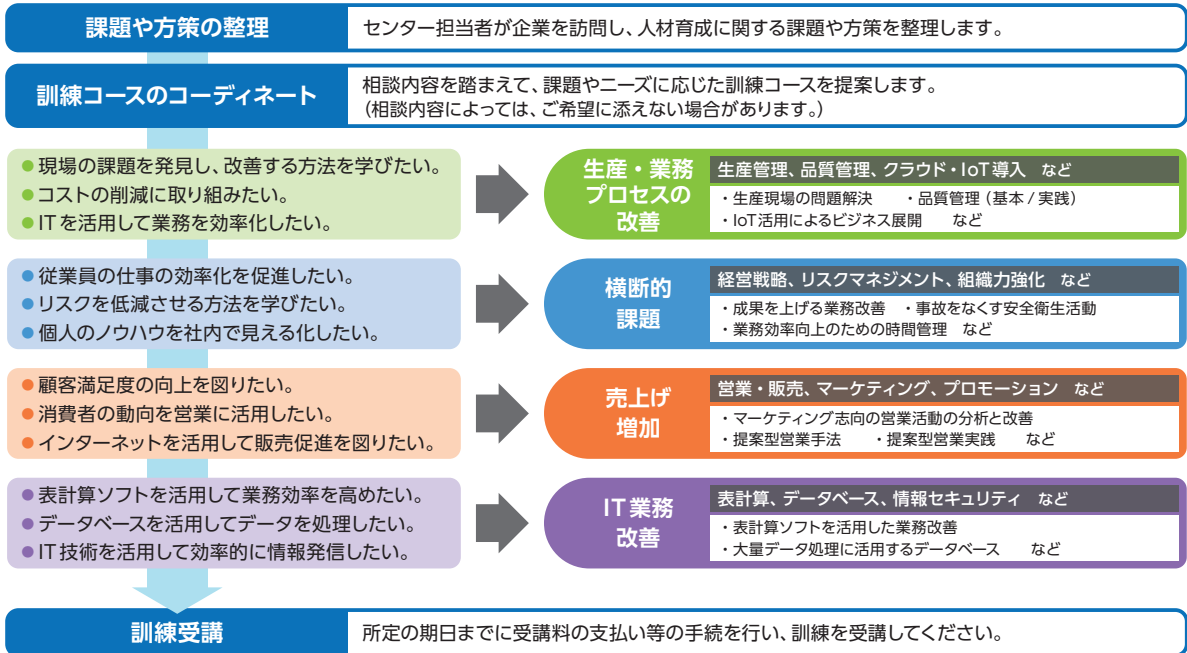 課題や方策の整理
センター担当者が企業を訪問し、人材育成に関する課題や方策を整理します。
訓練コースのコーディネート
相談内容を踏まえて、課題やニーズに応じた訓練コースを提案します。
（相談内容によっては、ご希望に添えない場合があります。）
●現場の課題を発見し、改善する方法を学びたい。
●コストの削減に取り組みたい。
●ITを活用して業務を効率化したい。
生産・業務
プロセスの
改善
生産管理、品質管理、クラウド・IoT導入　など
・生産現場の問題解決　・品質管理（基本/実践）
・IoT活用によるビジネス展開　など
●従業員の仕事の効率化を促進したい。
●リスクを低減させる方法を学びたい。
●個人のノウハウを社内で見える化したい。
横断的
課題
経営戦略、リスクマネジメント、組織力強化　など
・成果を上げる業務改善　・事故をなくす安全衛生活動
・業務効率向上のための時間管理　など
●顧客満足度の向上を図りたい。
●消費者の動向を営業に活用したい。
●インターネットを活用して販売促進を図りたい。
売上げ
増加
営業・販売、マーケティング、プロモーション　など
・マーケティング志向の営業活動の分析と改善
・提案型営業手法　・提案型営業実践　など
●表計算ソフトを活用して業務効率を高めたい。
●データベースを活用してデータを処理したい。
●IT技術を活用して効率的に情報発信したい。
IT業務
改善
表計算、データベース、情報セキュリティ　など
・表計算ソフトを活用した業務改善
・大量データ処理に活用するデータベース　など
訓練受講
所定の期日までに受講料の支払い等の手続を行い、訓練を受講してください。